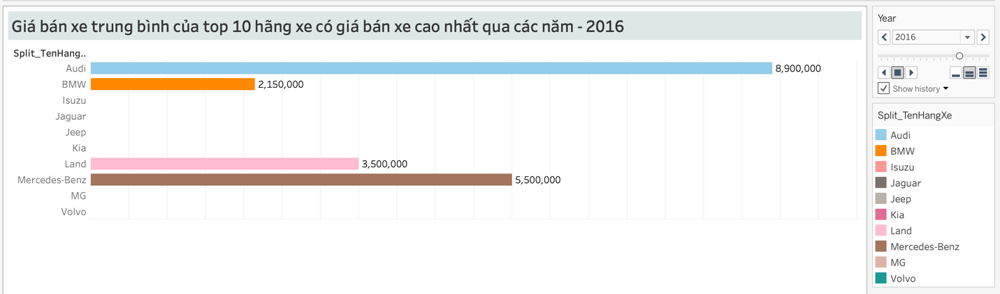 Giá bán xe trung bình của top 10 hãng xe có giá bán xe cao nhất qua các năm - 2016
Split_TenHang..
Audi 8,900,000
BMW 2,150,000
Isuzu
Jaguar
Jeep
Kia
Land 3,500,000
Mercedes-Benz 5,500,000
MG
Volvo
Year
2016
Show history
Split_TenHangXe
Audi
BMW
Isuzu
Jaguar
Jeep
Kia
Land
Mercedes-Benz
MG
Volvo